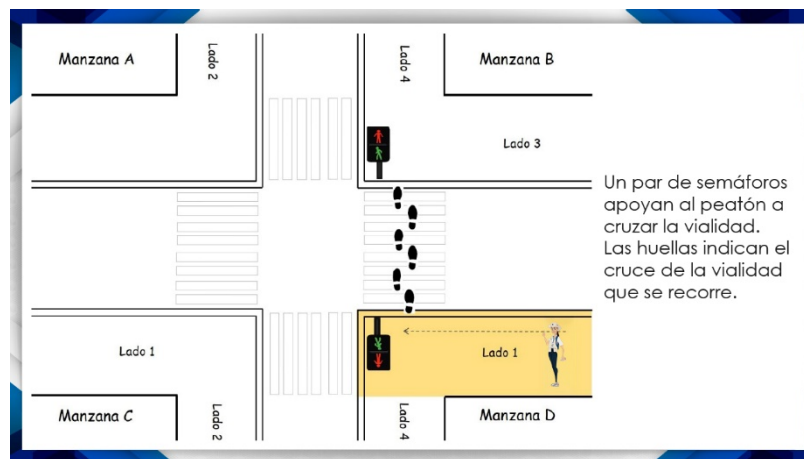 Manzana A
Lado 2
Lado 4
Manzana B
Lado 3
Un par de semáforos
apoyan al peatón a
cruzar la vialidad.
Las huellas indican el
cruce de la vialidad
que se recorre.
Lado 1
Lado 1
Manzana C
Lado 2
Lado 4
Manzana D